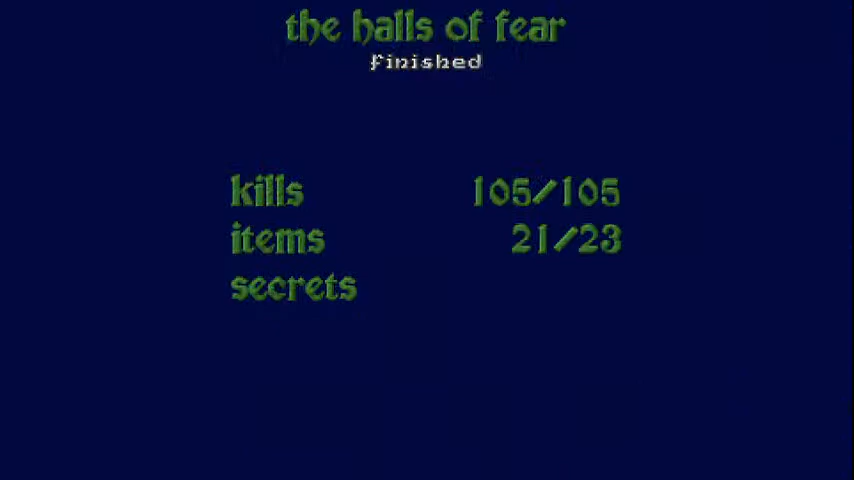 the halls of fear
finished
kills 105/105
items 21/23
secrets